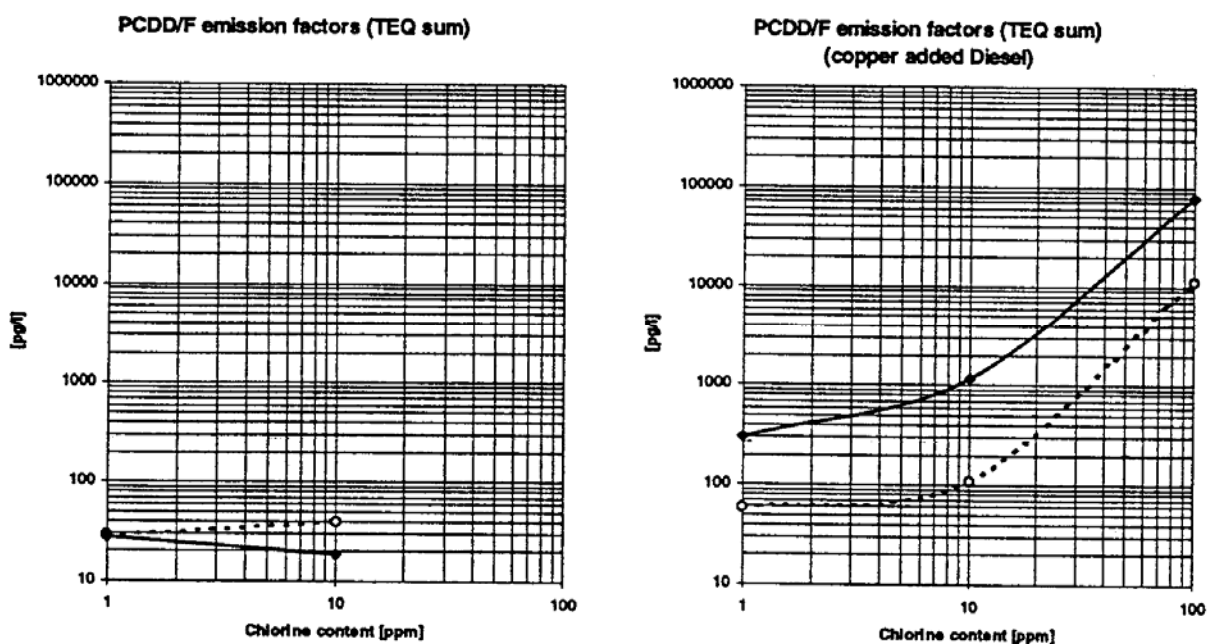 PCDD/F emission factors (TEQ sum)
1000000
100000
10000
1000
100
10
[pg/l]
1
10
100
Chlorine content [ppm]
PCDD/F emission factors (TEQ sum)
(copper added Diesel)
1000000
100000
10000
1000
100
10
[pg/l]
1
10
100
Chlorine content [ppm]